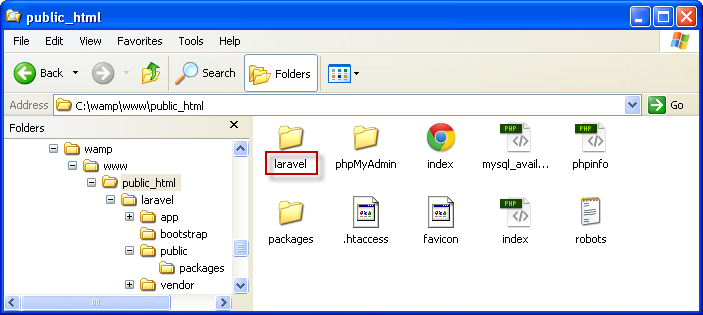 public_html
File Edit View Favorites Tools Help
Back Search Folders
Address C:\wamp\www\public_html Go
Folders
wamp
www
public_html
laravel
app
bootstrap
public
packages
vendor
laravel phpMyAdmin index mysql_avail... phpinfo
packages .htaccess favicon index robots
PHP PHP
PHP